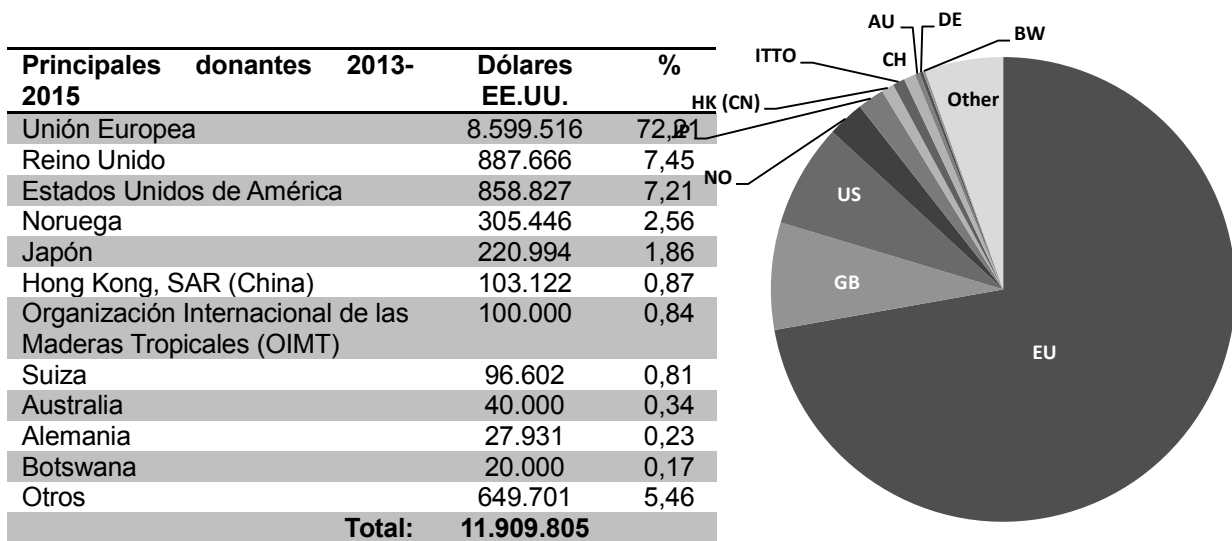 Principales donantes 2013-2015 Dólares EE.UU. %
Unión Europea 8.599.516 72,21
Reino Unido 887.666 7,45
Estados Unidos de América 858.827 7,21
Noruega 305.446 2,56
Japón 220.994 1,86
Hong Kong, SAR (China) 103.122 0,87
Organización Internacional de las 100.000 0,84
Maderas Tropicales (OIMT)
Suiza 96.602 0,81
Australia 40.000 0,34
Alemania 27.931 0,23
Botswana 20.000 0,17
Otros 649.701 5,46
Total: 11.909.805
AU
DE
BW
ITTO
CH
HK (CN)
Other
JP
NO
US
GB
EU